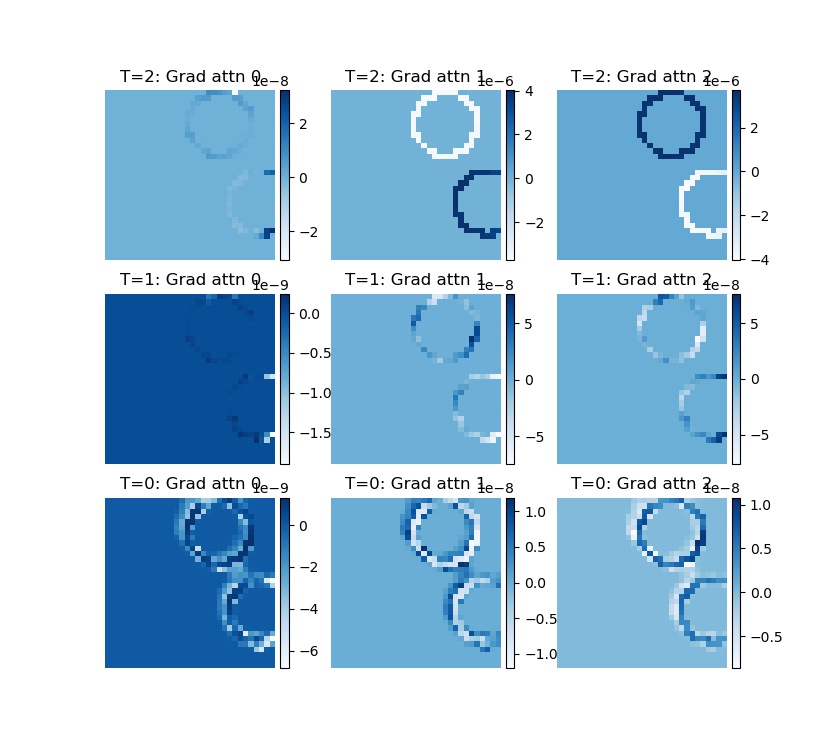 T=2: Grad attn 0
1e−8
T=2: Grad attn 1
1e−6
T=2: Grad attn 2
1e−6
2
0
−2
4
2
0
−2
2
0
−2
−4
T=1: Grad attn 0
1e−9
T=1: Grad attn 1
1e−8
T=1: Grad attn 2
1e−8
0.0
−0.5
−1.0
−1.5
5
0
−5
5
0
−5
T=0: Grad attn 0
1e−9
T=0: Grad attn 1
1e−8
T=0: Grad attn 2
1e−8
0
−2
−4
−6
1.0
0.5
0.0
−0.5
−1.0
1.0
0.5
0.0
−0.5